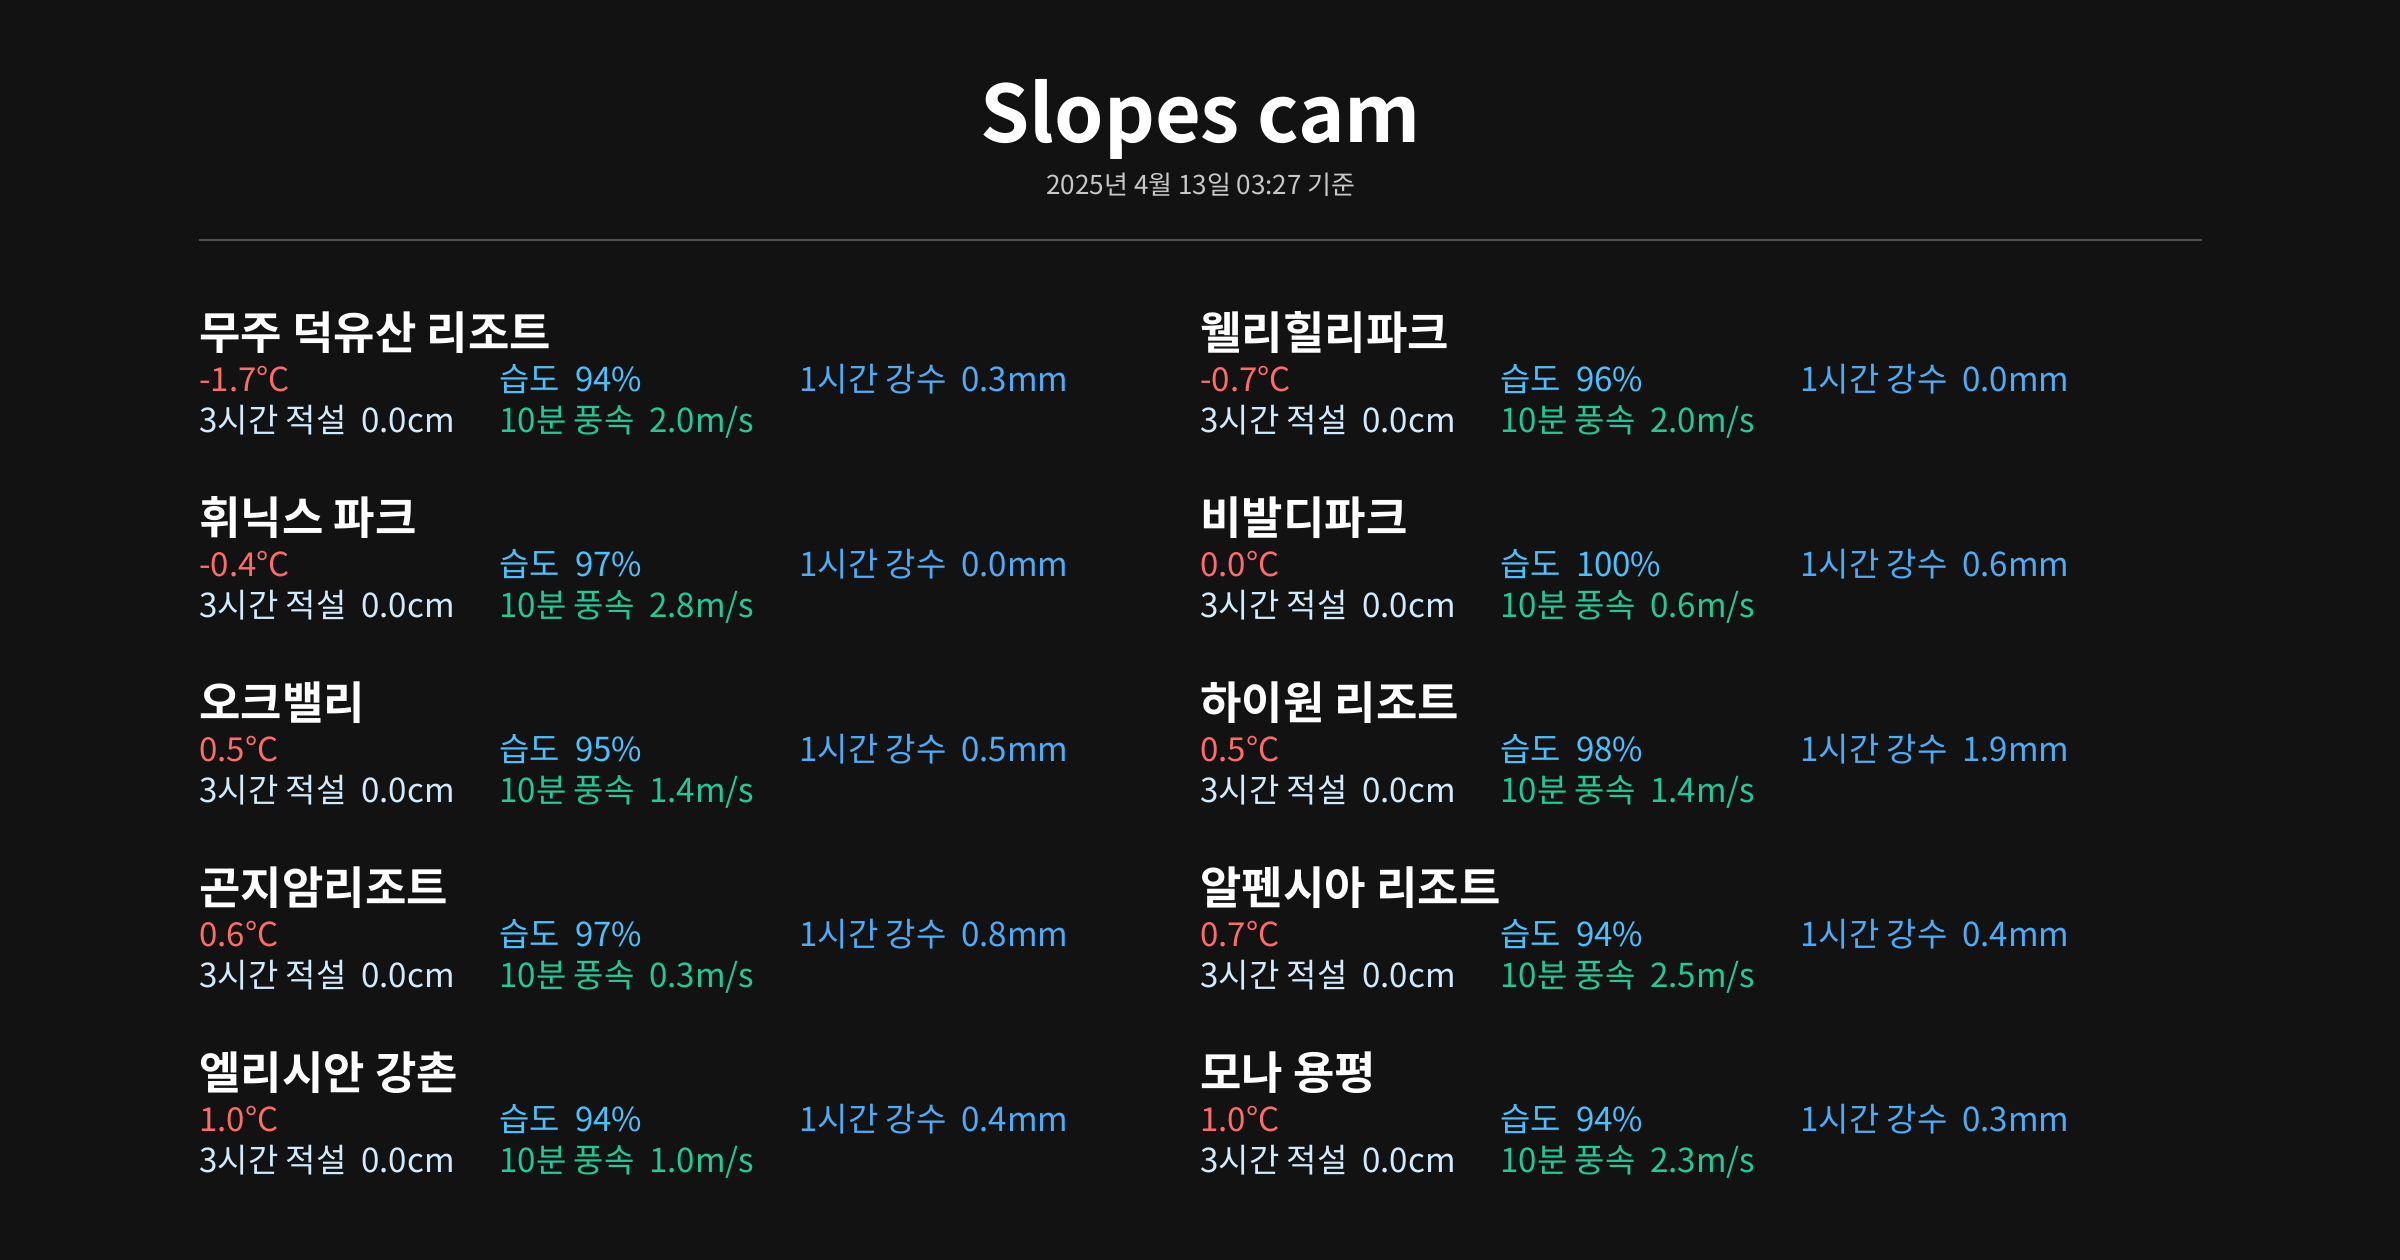 Slopes cam
2025년 4월 13일 03:27 기준
무주 덕유산 리조트
-1.7°C 습도 94% 1시간 강수 0.3mm
3시간 적설 0.0cm 10분 풍속 2.0m/s
웰리힐리파크
-0.7°C 습도 96% 1시간 강수 0.0mm
3시간 적설 0.0cm 10분 풍속 2.0m/s
휘닉스 파크
-0.4°C 습도 97% 1시간 강수 0.0mm
3시간 적설 0.0cm 10분 풍속 2.8m/s
비발디파크
0.0°C 습도 100% 1시간 강수 0.6mm
3시간 적설 0.0cm 10분 풍속 0.6m/s
오크밸리
0.5°C 습도 95% 1시간 강수 0.5mm
3시간 적설 0.0cm 10분 풍속 1.4m/s
하이원 리조트
0.5°C 습도 98% 1시간 강수 1.9mm
3시간 적설 0.0cm 10분 풍속 1.4m/s
곤지암리조트
0.6°C 습도 97% 1시간 강수 0.8mm
3시간 적설 0.0cm 10분 풍속 0.3m/s
알펜시아 리조트
0.7°C 습도 94% 1시간 강수 0.4mm
3시간 적설 0.0cm 10분 풍속 2.5m/s
엘리시안 강촌
1.0°C 습도 94% 1시간 강수 0.4mm
3시간 적설 0.0cm 10분 풍속 1.0m/s
모나 용평
1.0°C 습도 94% 1시간 강수 0.3mm
3시간 적설 0.0cm 10분 풍속 2.3m/s